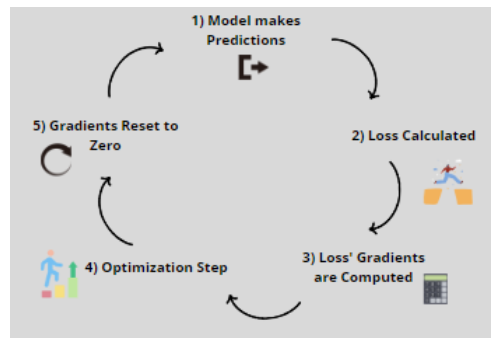 1) Model makes
Predictions
2) Loss Calculated
3) Loss' Gradients
are Computed
4) Optimization Step
5) Gradients Reset to
Zero